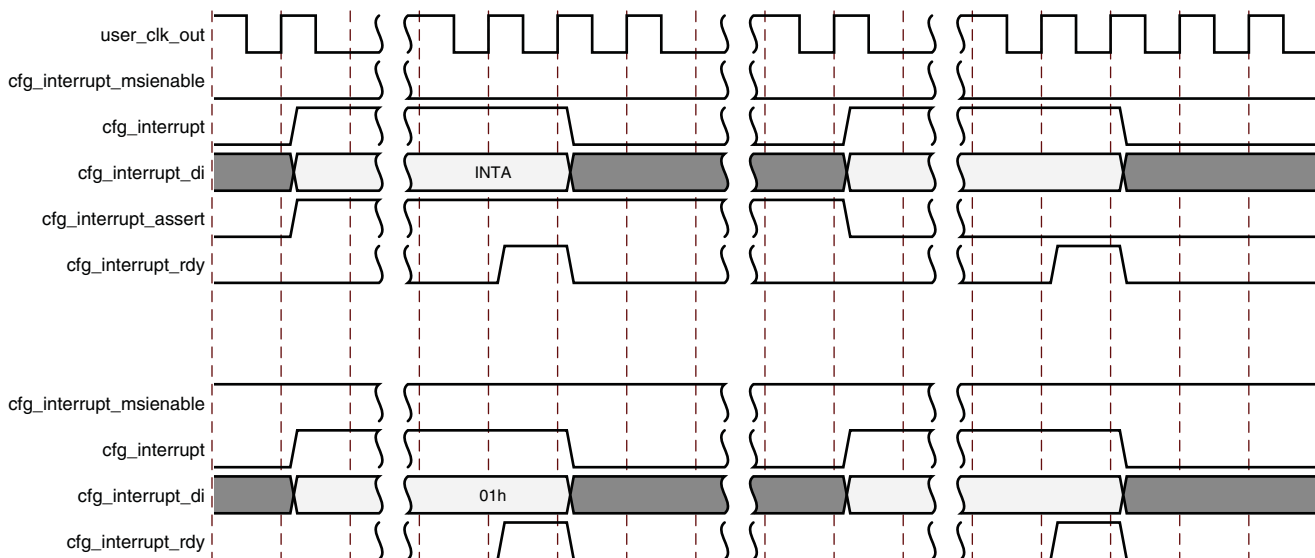 user_clk_out
cfg_interrupt_msienable
cfg_interrupt
cfg_interrupt_di
INTA
cfg_interrupt_assert
cfg_interrupt_rdy
cfg_interrupt_msienable
cfg_interrupt
cfg_interrupt_di
01h
cfg_interrupt_rdy